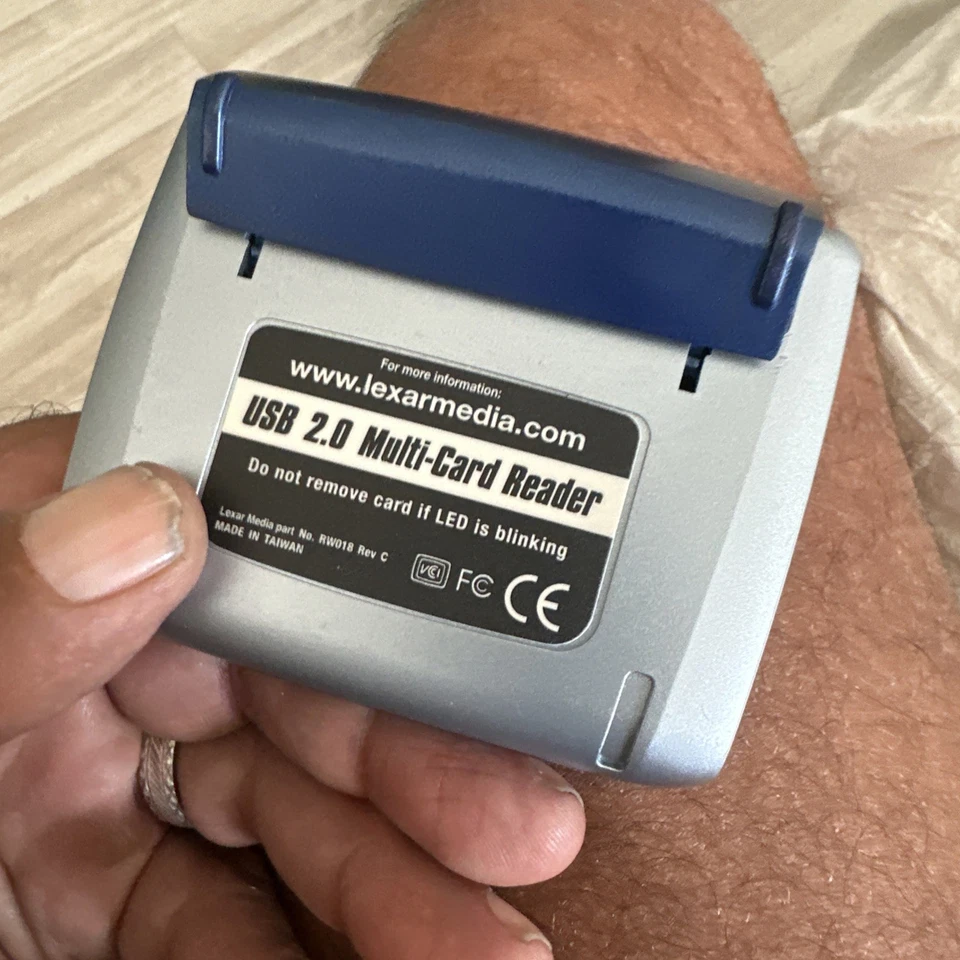 For more information:
www.lexarmedia.com
USB 2.0 Multi-Card Reader
Do not remove card if LED is blinking
Lexar Media part No. RW018 Rev C
MADE IN TAIWAN
VCI FC CE